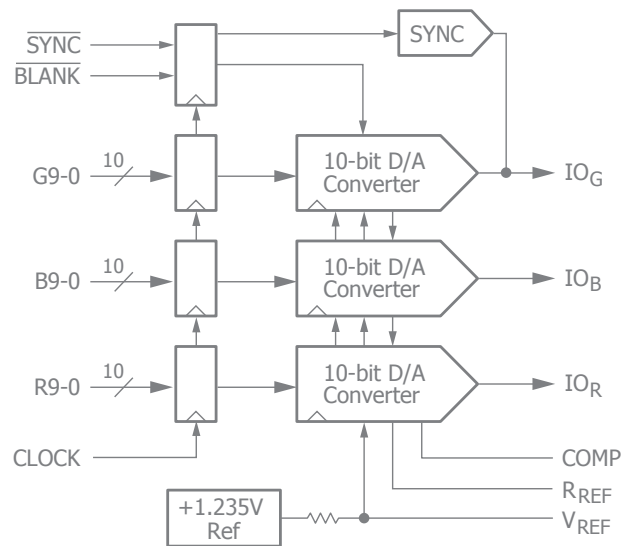 SYNC
SYNC
BLANK
10
G9-0
10-bit D/A
Converter
IOG
10
B9-0
10-bit D/A
Converter
IOB
10
R9-0
10-bit D/A
Converter
IOR
CLOCK
COMP
RREF
+1.235V
Ref
VREF